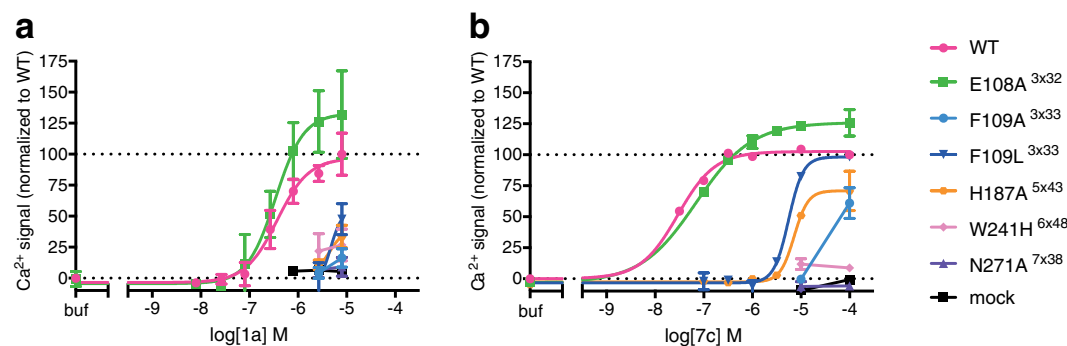 a
Ca2+ signal (normalized to WT)
175
150
125
100
75
50
25
0
buf
-9
-8
-7
-6
-5
-4
log[1a] M
b
Ca2+ signal (normalized to WT)
175
150
125
100
75
50
25
0
buf
-9
-8
-7
-6
-5
-4
log[7c] M
WT
E108A 3x32
F109A 3x33
F109L 3x33
H187A 5x43
W241H 6x48
N271A 7x38
mock